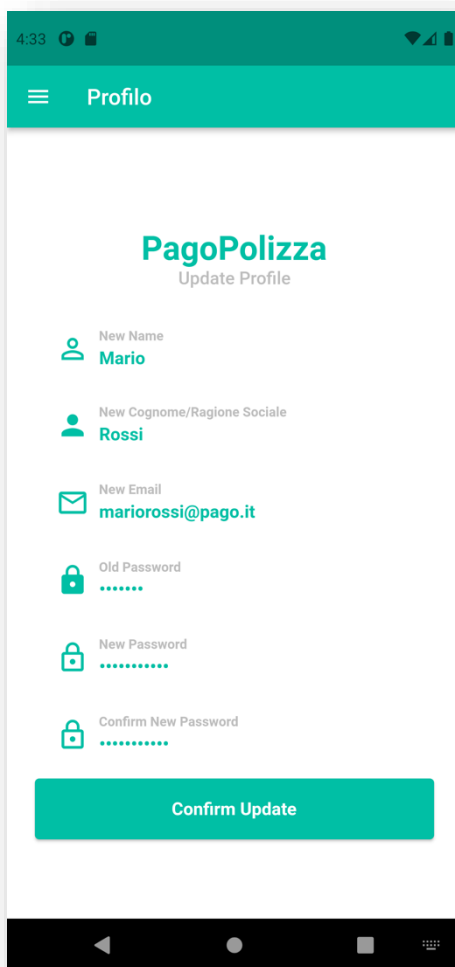 4:33
Profilo
PagoPolizza
Update Profile
New Name
Mario
New Cognome/Ragione Sociale
Rossi
New Email
mariorossi@pago.it
Old Password
•••••••
New Password
•••••••••••
Confirm New Password
•••••••••••
Confirm Update